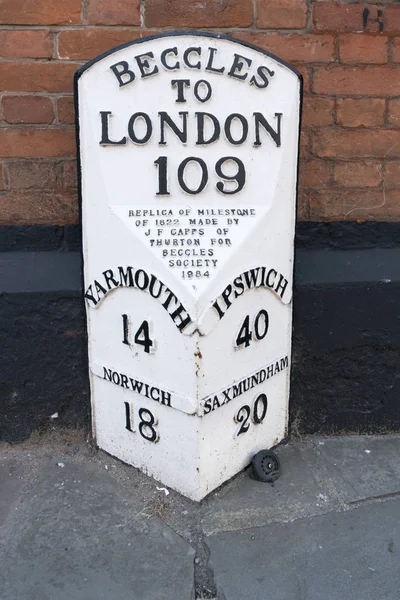 BECCLES
TO
LONDON
109
REPLICA OF MILESTONE
OF 1822 MADE BY
J F CAPPS OF
THURTON FOR
BECCLES
SOCIETY
1984
YARMOUTH
14
NORWICH
18
IPSWICH
40
SAXMUNDHAM
20